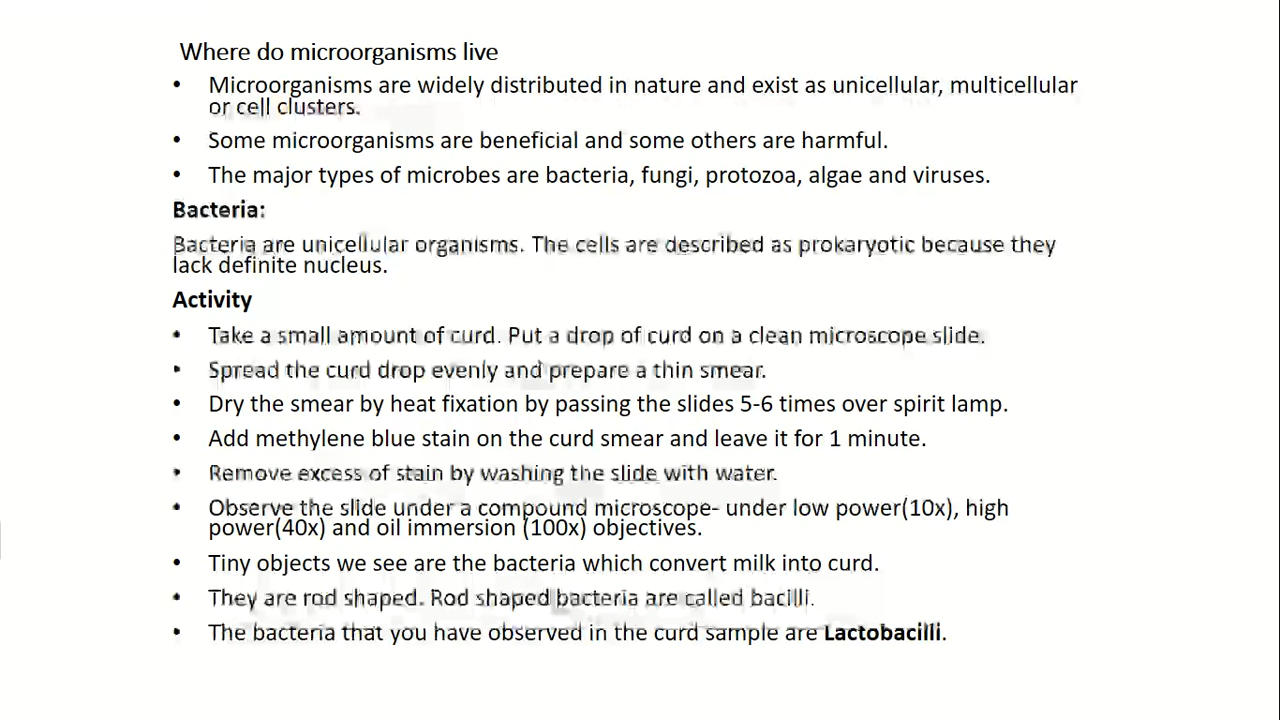 Where do microorganisms live
• Microorganisms are widely distributed in nature and exist as unicellular, multicellular
or cell clusters.
• Some microorganisms are beneficial and some others are harmful.
• The major types of microbes are bacteria, fungi, protozoa, algae and viruses.
Bacteria:
Bacteria are unicellular organisms. The cells are described as prokaryotic because they
lack definite nucleus.
Activity
• Take a small amount of curd. Put a drop of curd on a clean microscope slide.
• Spread the curd drop evenly and prepare a thin smear.
• Dry the smear by heat fixation by passing the slides 5-6 times over spirit lamp.
• Add methylene blue stain on the curd smear and leave it for 1 minute.
• Remove excess of stain by washing the slide with water.
• Observe the slide under a compound microscope- under low power(10x), high
power(40x) and oil immersion (100x) objectives.
• Tiny objects we see are the bacteria which convert milk into curd.
• They are rod shaped. Rod shaped bacteria are called bacilli.
• The bacteria that you have observed in the curd sample are Lactobacilli.